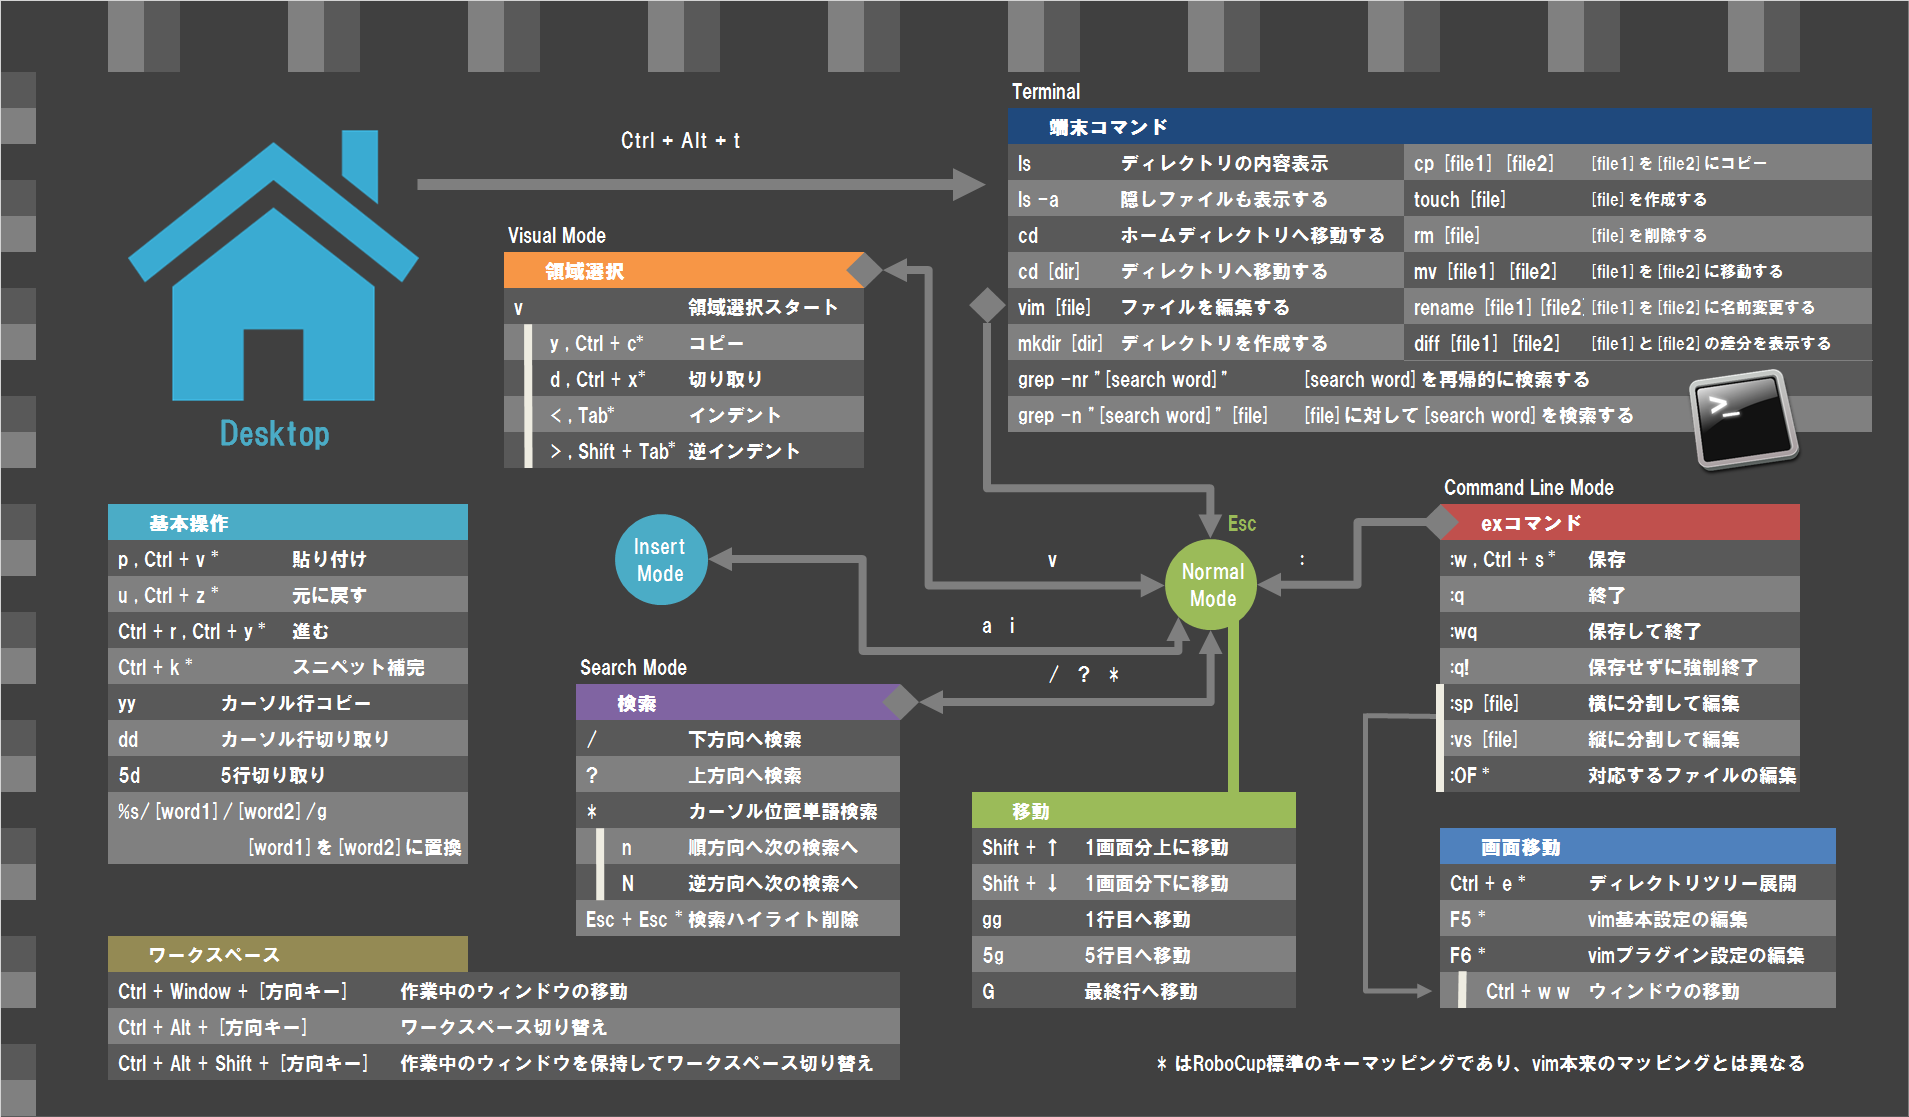 Terminal
端末コマンド
ls ディレクトリの内容表示
ls -a 隠しファイルも表示する
cd ホームディレクトリへ移動する
cd [dir] ディレクトリへ移動する
vim [file] ファイルを編集する
mkdir [dir] ディレクトリを作成する
cp [file1] [file2] [file1]を[file2]にコピー
touch [file] [file]を作成する
rm [file] [file]を削除する
mv [file1] [file2] [file1]を[file2]に移動する
rename [file1] [file2] [file1]を[file2]に名前変更する
diff [file1] [file2] [file1]と[file2]の差分を表示する
grep -nr "[search word]" [search word]を再帰的に検索する
grep -n "[search word]" [file] [file]に対して[search word]を検索する
Ctrl + Alt + t
Desktop
Visual Mode
領域選択
v 領域選択スタート
y , Ctrl + c* コピー
d , Ctrl + x* 切り取り
< , Tab* インデント
> , Shift + Tab* 逆インデント
基本操作
p , Ctrl + v * 貼り付け
u , Ctrl + z * 元に戻す
Ctrl + r , Ctrl + y * 進む
Ctrl + k * スニペット補完
yy カーソル行コピー
dd カーソル行切り取り
5d 5行切り取り
%s/[word1]/[word2]/g
[word1]を[word2]に置換
Insert
Mode
Esc
Normal
Mode
v
:
a i
/ ? *
Search Mode
検索
/ 下方向へ検索
? 上方向へ検索
* カーソル位置単語検索
n 順方向へ次の検索へ
N 逆方向へ次の検索へ
Esc + Esc * 検索ハイライト削除
Command Line Mode
exコマンド
:w , Ctrl + s * 保存
:q 終了
:wq 保存して終了
:q! 保存せずに強制終了
:sp [file] 横に分割して編集
:vs [file] 縦に分割して編集
:OF * 対応するファイルの編集
移動
Shift + ↑ 1画面分上に移動
Shift + ↓ 1画面分下に移動
gg 1行目へ移動
5g 5行目へ移動
G 最終行へ移動
画面移動
Ctrl + e * ディレクトリツリー展開
F5 * vim基本設定の編集
F6 * vimプラグイン設定の編集
Ctrl + w w ウィンドウの移動
ワークスペース
Ctrl + Window + [方向キー] 作業中のウィンドウの移動
Ctrl + Alt + [方向キー] ワークスペース切り替え
Ctrl + Alt + Shift + [方向キー] 作業中のウィンドウを保持してワークスペース切り替え
* はRoboCup標準のキーマッピングであり、vim本来のマッピングとは異なる